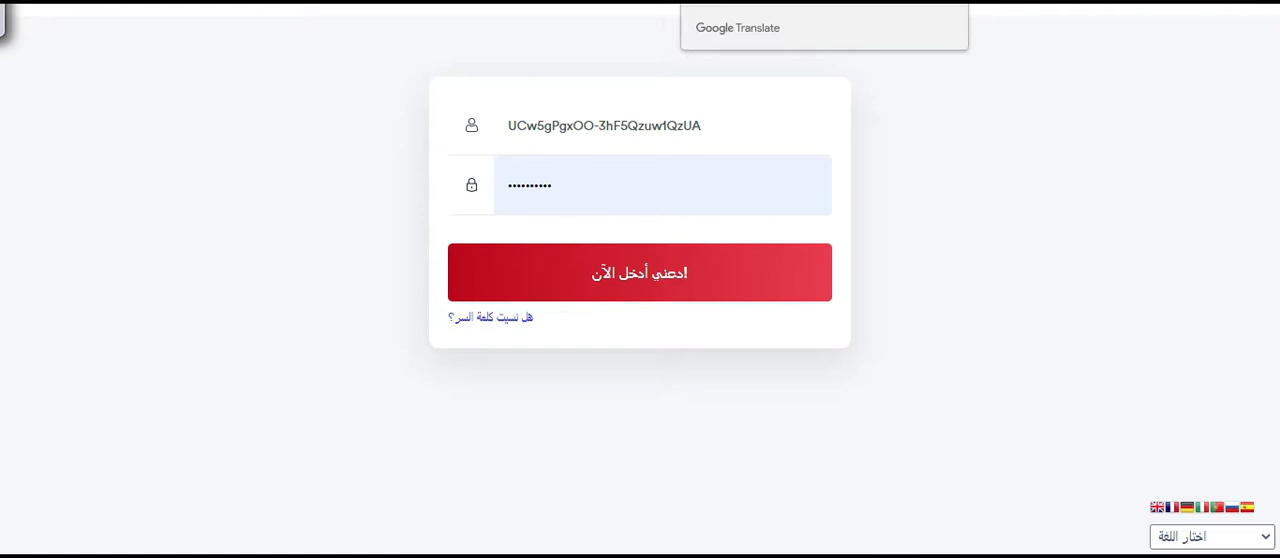 Google Translate
UCw5gPgxOO-3hF5Qzuw1QzUA
••••••••••
!دعني أدخل الآن
هل نسيت كلمة السر؟
اختار اللغة